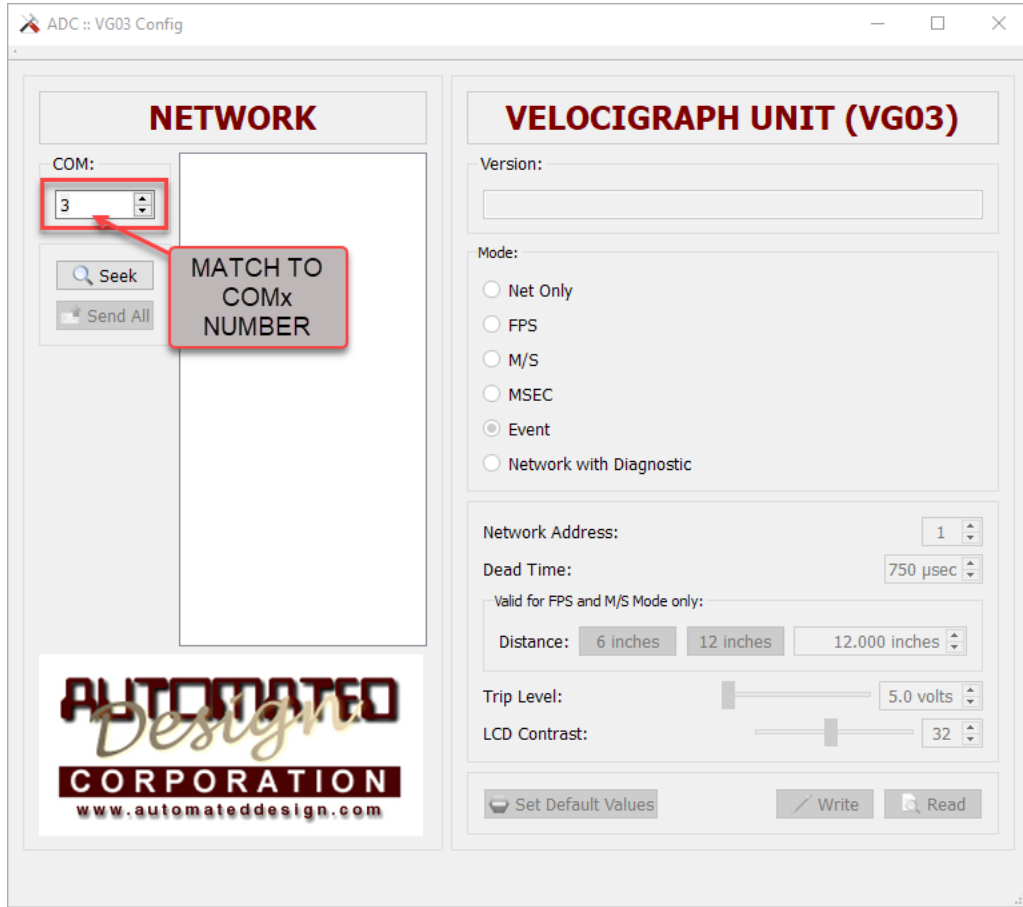 ADC :: VG03 Config
NETWORK
COM:
3
Seek
Send All
MATCH TO
COMx
NUMBER
AUTOMATED
Design
CORPORATION
www.automateddesign.com
VELOCIGRAPH UNIT (VG03)
Version:
Mode:
Net Only
FPS
M/S
MSEC
Event
Network with Diagnostic
Network Address: 1
Dead Time: 750 µsec
Valid for FPS and M/S Mode only:
Distance: 6 inches 12 inches 12.000 inches
Trip Level: 5.0 volts
LCD Contrast: 32
Set Default Values Write Read